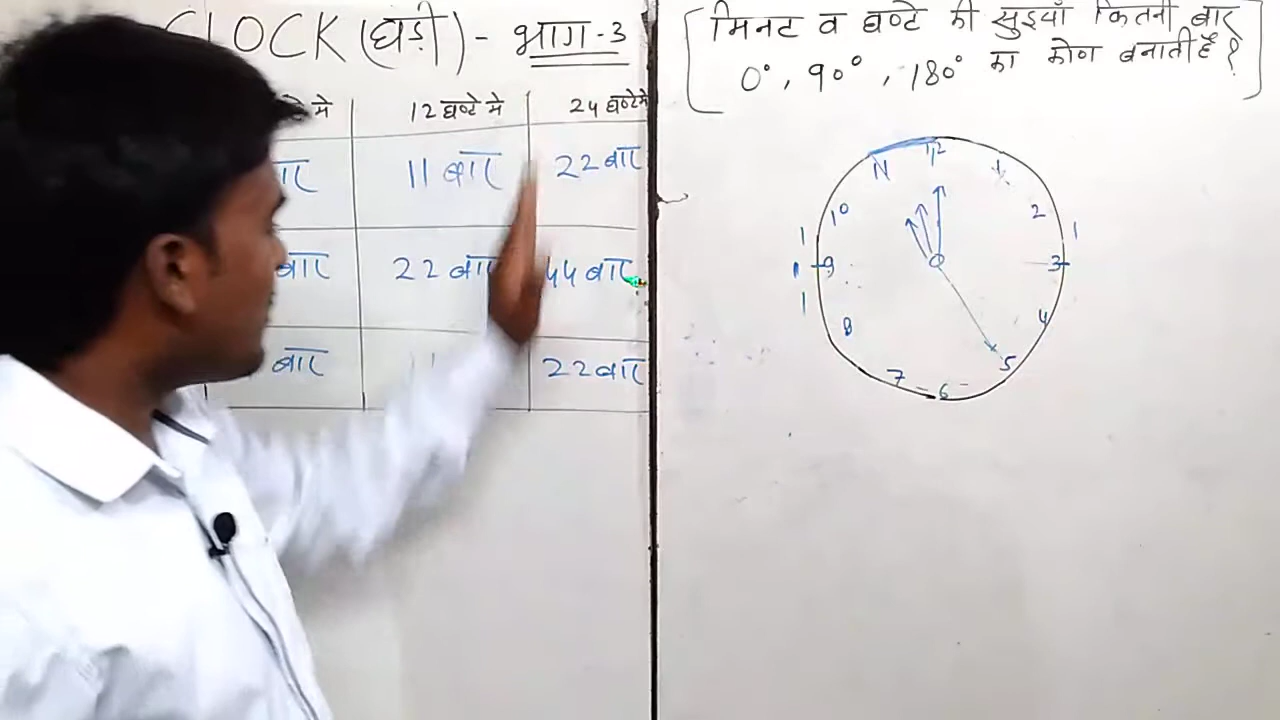 CLOCK (घड़ी) - भाग-3
12 घण्टे मे 24 घण्टे मे
11 बार 22 बार
बार 22 बार 44 बार
बार 22 बार
मिनट व घण्टे की सुइयाँ कितनी बार
0°, 90°, 180° का कोण बनाती हैं?
12
2
3
4
5
6
7
8
9
10